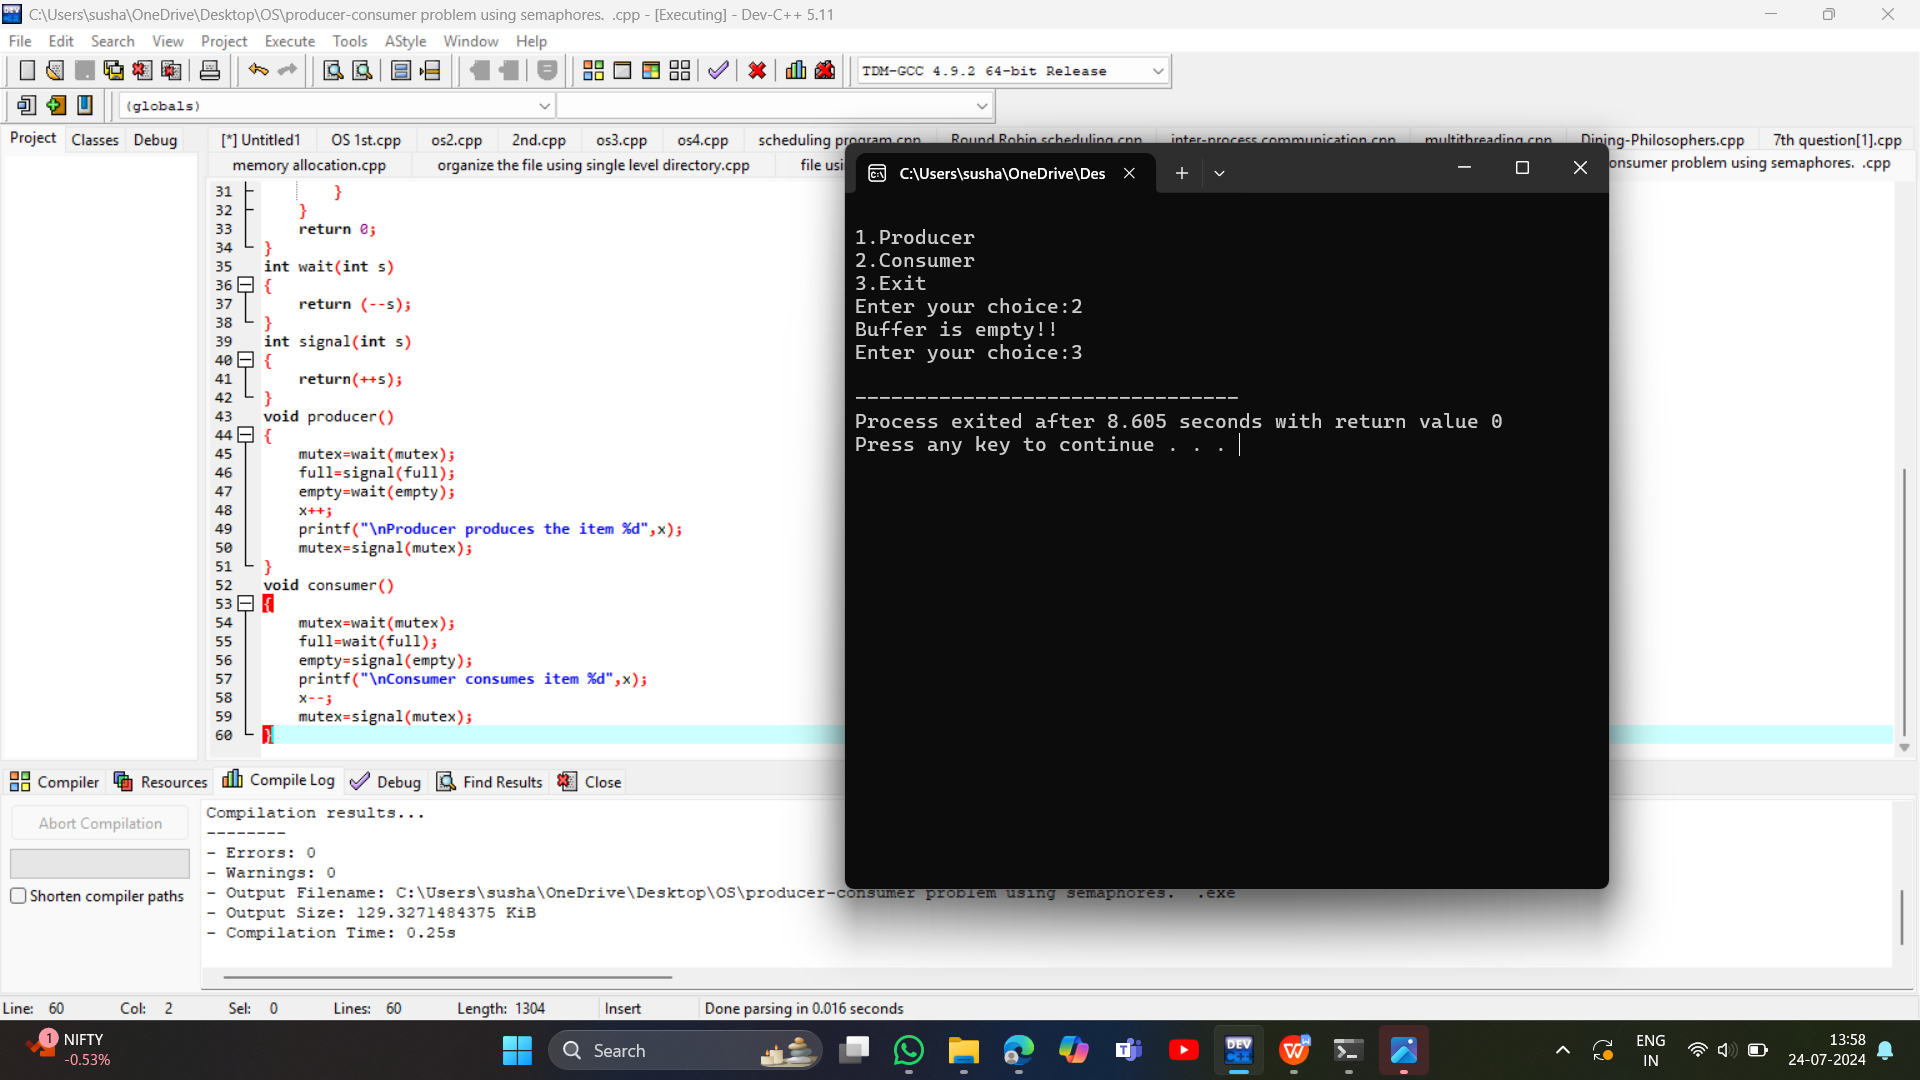 C:\Users\susha\OneDrive\Desktop\OS\producer-consumer problem using semaphores.  .cpp - [Executing] - Dev-C++ 5.11
File Edit Search View Project Execute Tools AStyle Window Help
TDM-GCC 4.9.2 64-bit Release
(globals)
Project Classes Debug
[*] Untitled1 OS 1st.cpp os2.cpp 2nd.cpp os3.cpp os4.cpp scheduling program.cpp Round Robin scheduling.cpp inter-process communication.cpp multithreading.cpp Dining-Philosophers.cpp 7th question[1].cpp
memory allocation.cpp organize the file using single level directory.cpp file usi onsumer problem using semaphores.  .cpp
31 }
32 }
33 return 0;
34 }
35 int wait(int s)
36 {
37 return (--s);
38 }
39 int signal(int s)
40 {
41 return(++s);
42 }
43 void producer()
44 {
45 mutex=wait(mutex);
46 full=signal(full);
47 empty=wait(empty);
48 x++;
49 printf("\nProducer produces the item %d",x);
50 mutex=signal(mutex);
51 }
52 void consumer()
53 {
54 mutex=wait(mutex);
55 full=wait(full);
56 empty=signal(empty);
57 printf("\nConsumer consumes item %d",x);
58 x--;
59 mutex=signal(mutex);
60 }
C:\Users\susha\OneDrive\Des
1.Producer
2.Consumer
3.Exit
Enter your choice:2
Buffer is empty!!
Enter your choice:3
--------------------------------
Process exited after 8.605 seconds with return value 0
Press any key to continue . . .
Compiler Resources Compile Log Debug Find Results Close
Abort Compilation
Shorten compiler paths
Compilation results...
--------
- Errors: 0
- Warnings: 0
- Output Filename: C:\Users\susha\OneDrive\Desktop\OS\producer-consumer problem using semaphores.  .exe
- Output Size: 129.3271484375 KiB
- Compilation Time: 0.25s
Line: 60 Col: 2 Sel: 0 Lines: 60 Length: 1304 Insert Done parsing in 0.016 seconds
1 NIFTY
-0.53%
Search
DEV
ENG
IN
13:58
24-07-2024